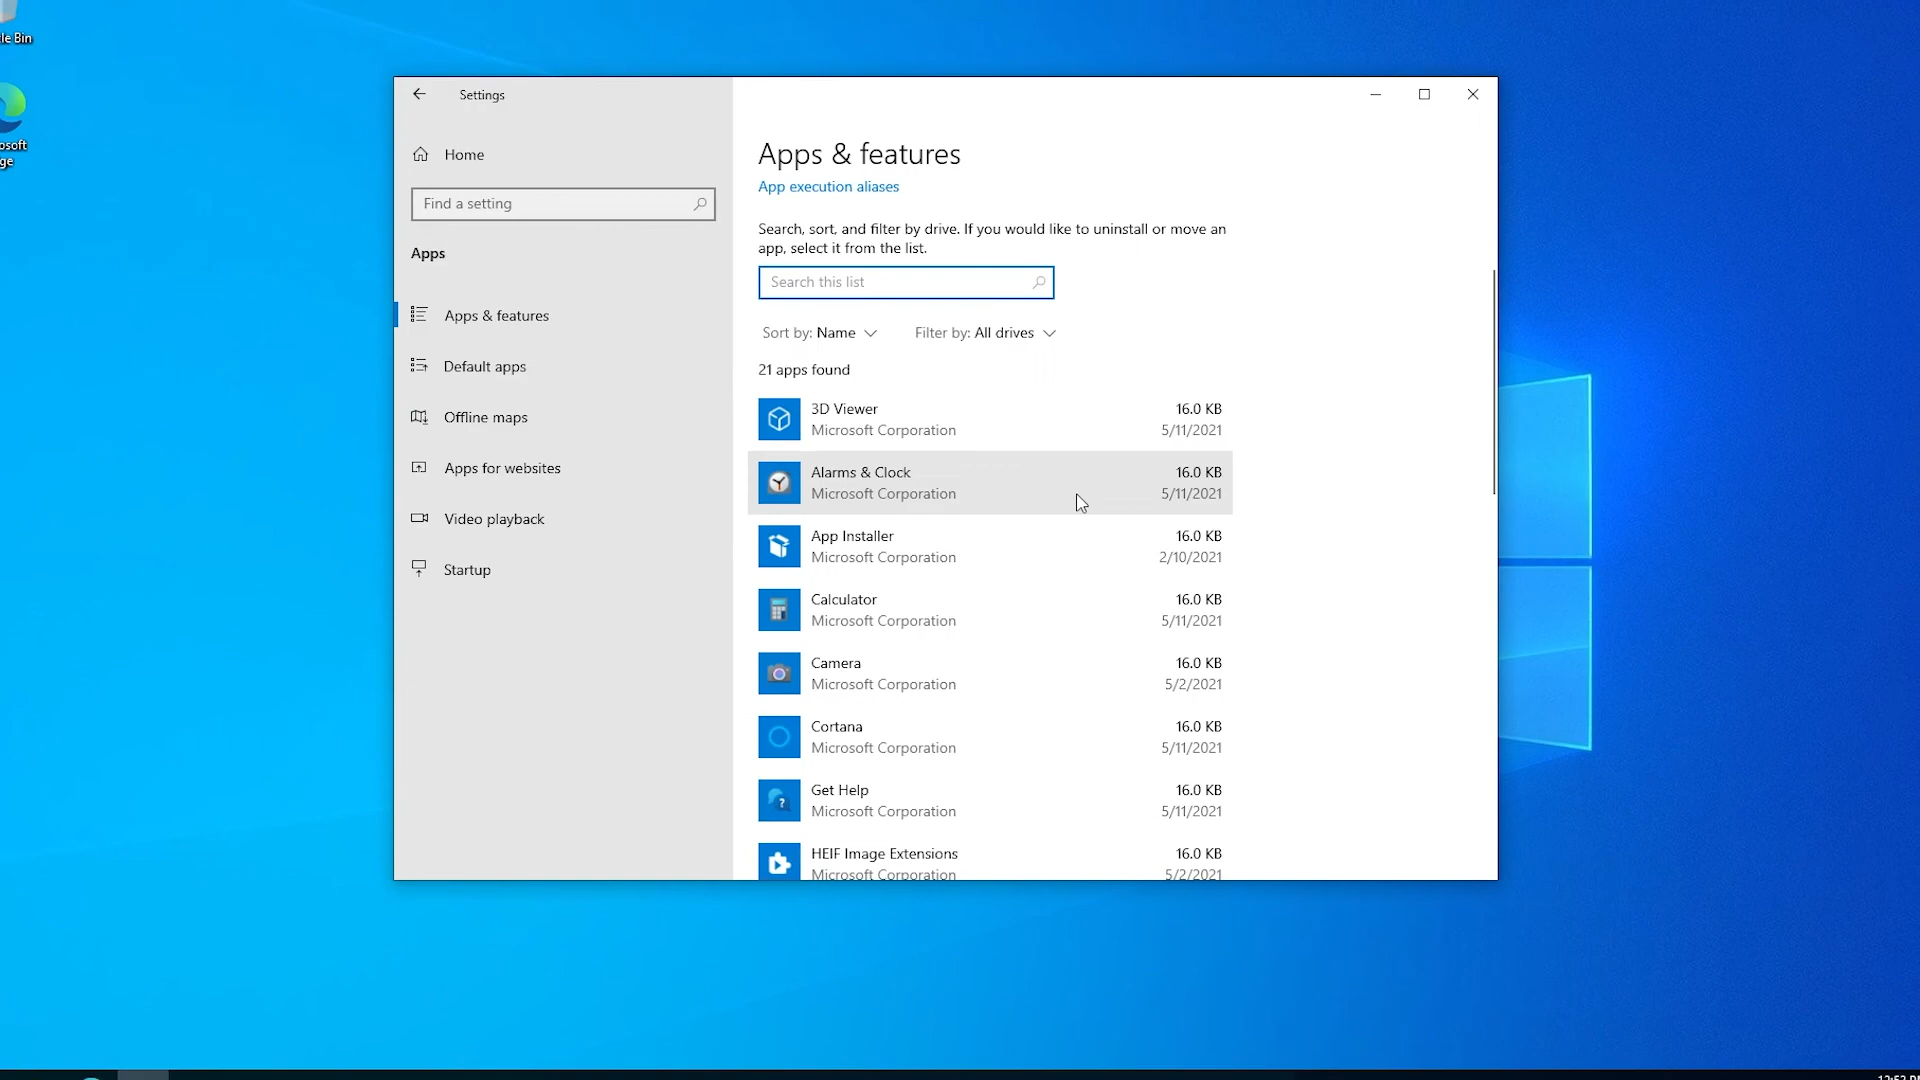 le Bin
osoft
ge
Settings
Home
Find a setting
Apps
Apps & features
Default apps
Offline maps
Apps for websites
Video playback
Startup
Apps & features
App execution aliases
Search, sort, and filter by drive. If you would like to uninstall or move an
app, select it from the list.
Search this list
Sort by: Name Filter by: All drives
21 apps found
3D Viewer 16.0 KB
Microsoft Corporation 5/11/2021
Alarms & Clock 16.0 KB
Microsoft Corporation 5/11/2021
App Installer 16.0 KB
Microsoft Corporation 2/10/2021
Calculator 16.0 KB
Microsoft Corporation 5/11/2021
Camera 16.0 KB
Microsoft Corporation 5/2/2021
Cortana 16.0 KB
Microsoft Corporation 5/11/2021
Get Help 16.0 KB
Microsoft Corporation 5/11/2021
HEIF Image Extensions 16.0 KB
Microsoft Corporation 5/2/2021